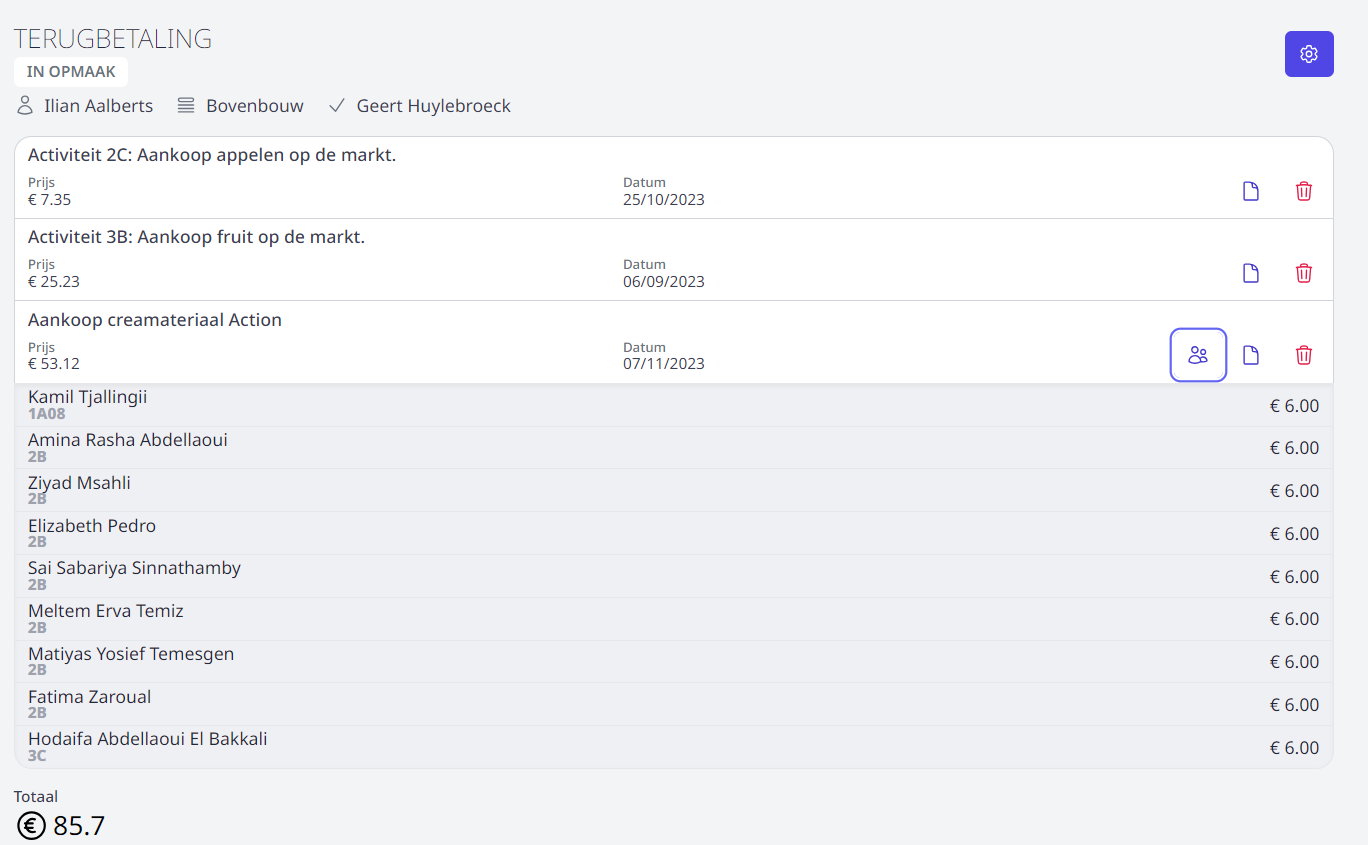 TERUGBETALING
IN OPMAAK
Ilian Aalberts Bovenbouw Geert Huylebroeck
Activiteit 2C: Aankoop appelen op de markt.
Prijs Datum
€ 7.35 25/10/2023
Activiteit 3B: Aankoop fruit op de markt.
Prijs Datum
€ 25.23 06/09/2023
Aankoop creamateriaal Action
Prijs Datum
€ 53.12 07/11/2023
Kamil Tjallingii
1A08 € 6.00
Amina Rasha Abdellaoui
2B € 6.00
Ziyad Msahli
2B € 6.00
Elizabeth Pedro
2B € 6.00
Sai Sabariya Sinnathamby
2B € 6.00
Meltem Erva Temiz
2B € 6.00
Matiyas Yosief Temesgen
2B € 6.00
Fatima Zaroual
2B € 6.00
Hodaifa Abdellaoui El Bakkali
3C € 6.00
Totaal
€ 85.7